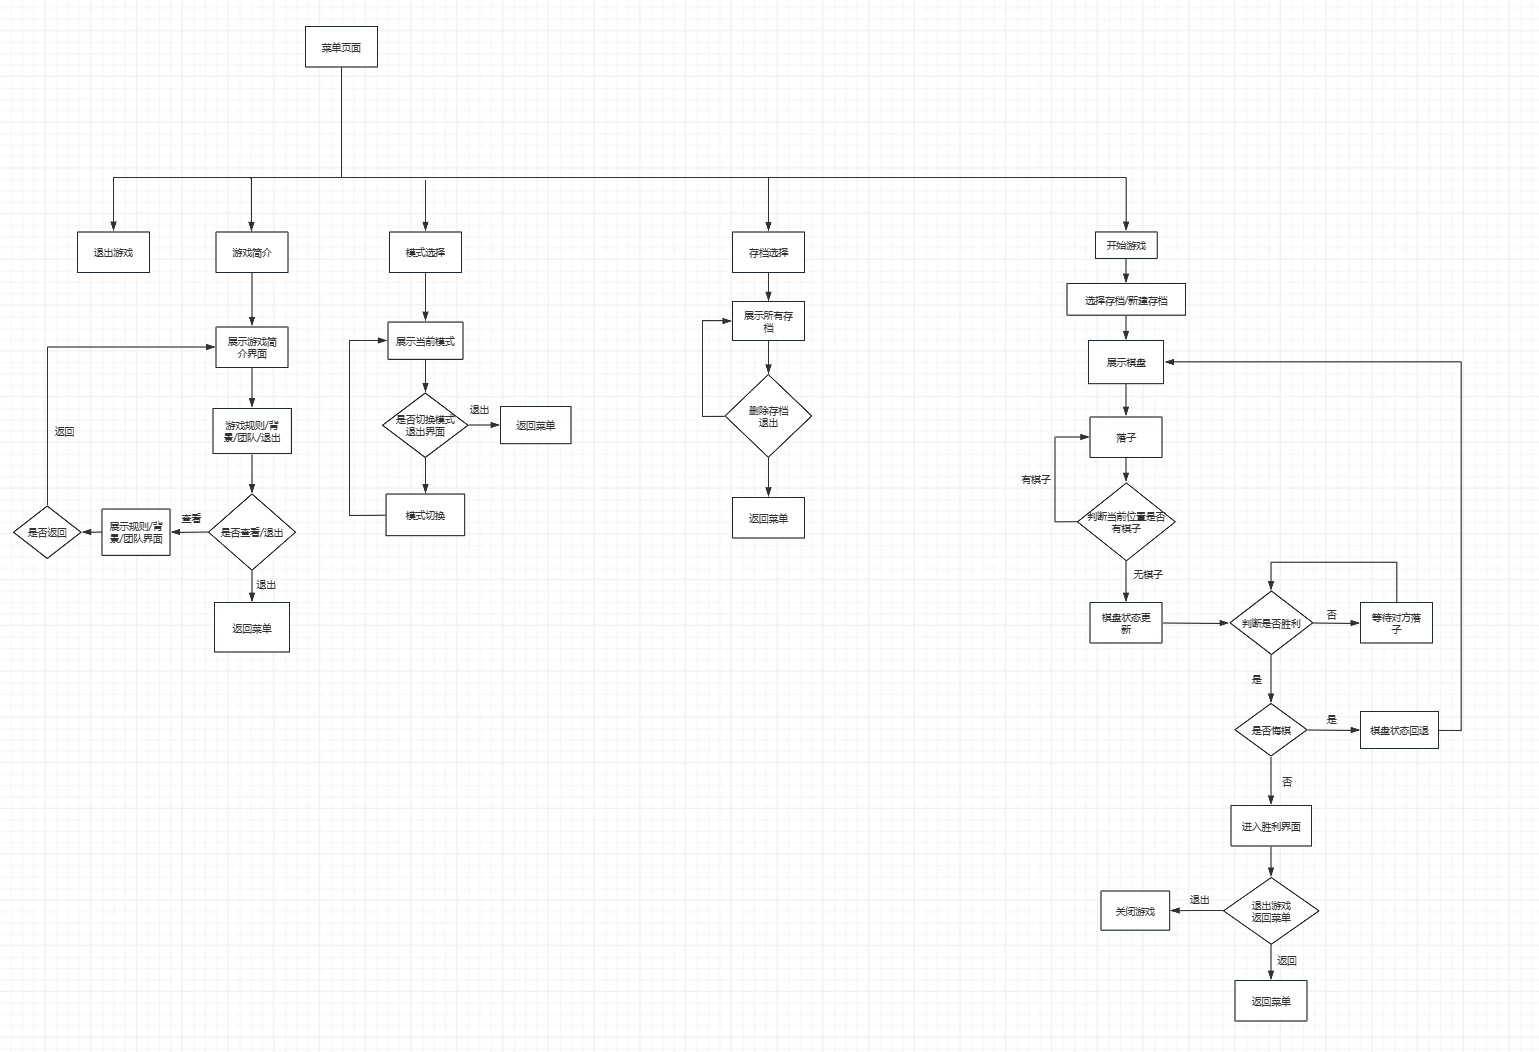 菜单页面
退出游戏
游戏简介
模式选择
存档选择
开始游戏
展示游戏简
介界面
游戏规则/背
景/团队/退出
是否查看/退出
查看
展示规则/背
景/团队界面
是否返回
返回
退出
返回菜单
展示当前模式
是否切换模式
退出界面
退出
返回菜单
模式切换
展示所有存
档
删除存档
退出
返回菜单
选择存档/新建存档
展示棋盘
落子
有棋子
判断当前位置是否
有棋子
无棋子
棋盘状态更
新
判断是否胜利
否
等待对方落
子
是
是否悔棋
是
棋盘状态回退
否
进入胜利界面
退出游戏
返回菜单
退出
关闭游戏
返回
返回菜单